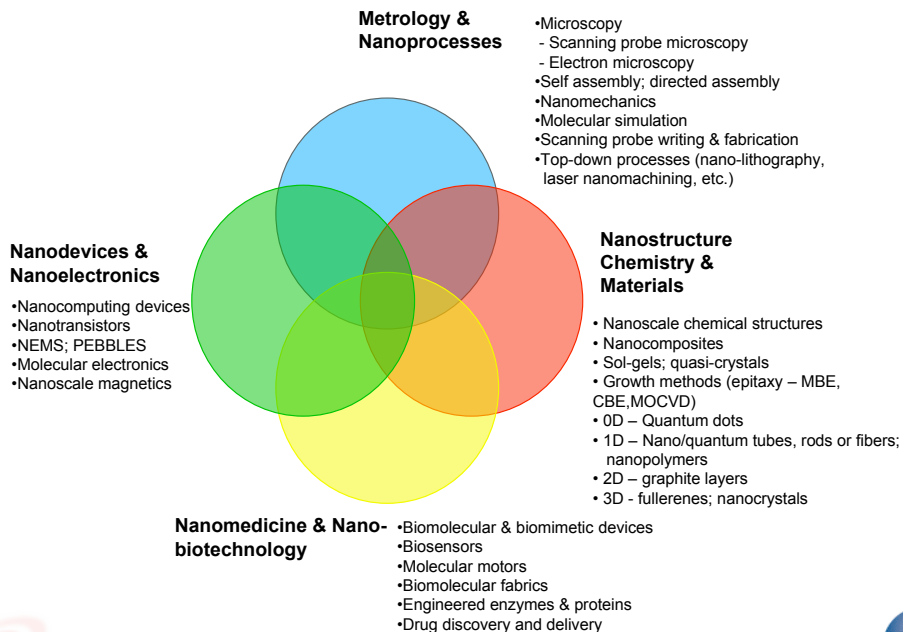 Metrology &
Nanoprocesses
•Microscopy
- Scanning probe microscopy
- Electron microscopy
•Self assembly; directed assembly
•Nanomechanics
•Molecular simulation
•Scanning probe writing & fabrication
•Top-down processes (nano-lithography,
laser nanomachining, etc.)
Nanodevices &
Nanoelectronics
•Nanocomputing devices
•Nanotransistors
•NEMS; PEBBLES
•Molecular electronics
•Nanoscale magnetics
Nanostructure
Chemistry &
Materials
• Nanoscale chemical structures
• Nanocomposites
• Sol-gels; quasi-crystals
• Growth methods (epitaxy – MBE,
CBE,MOCVD)
• 0D – Quantum dots
• 1D – Nano/quantum tubes, rods or fibers;
nanopolymers
• 2D – graphite layers
• 3D - fullerenes; nanocrystals
Nanomedicine & Nano-
biotechnology
•Biomolecular & biomimetic devices
•Biosensors
•Molecular motors
•Biomolecular fabrics
•Engineered enzymes & proteins
•Drug discovery and delivery